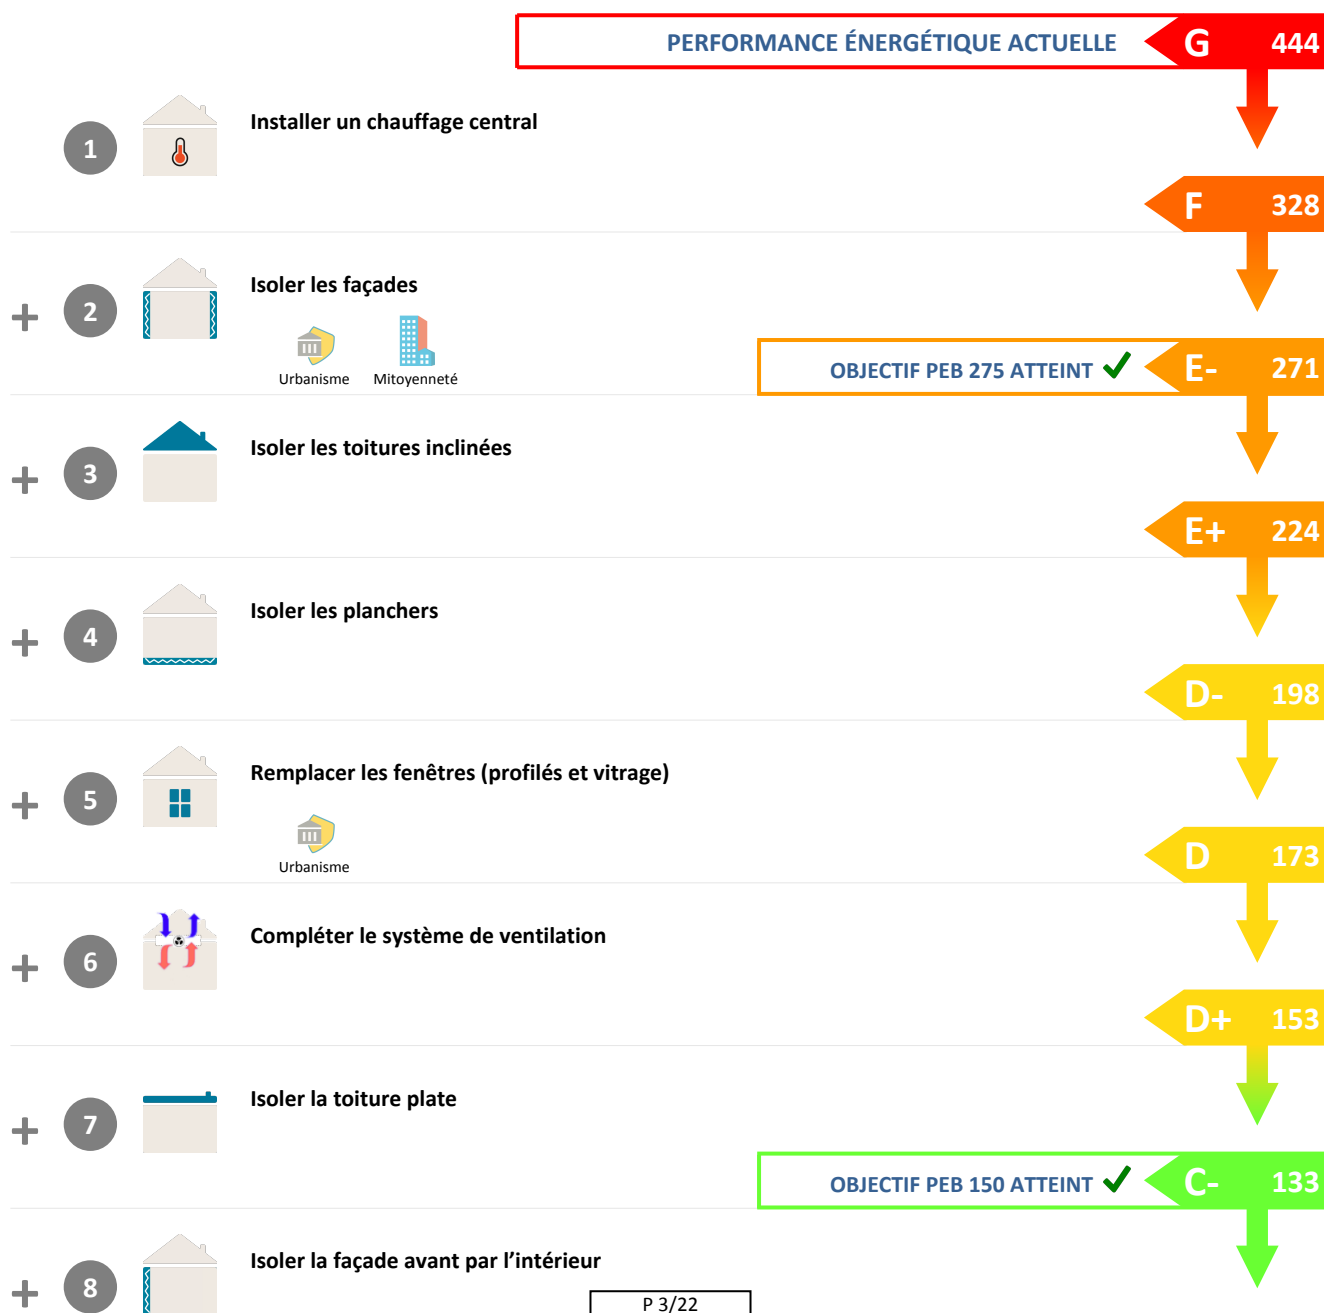 PERFORMANCE ÉNERGÉTIQUE ACTUELLE G 444
1 Installer un chauffage central
F 328
+ 2 Isoler les façades
Urbanisme Mitoyenneté
OBJECTIF PEB 275 ATTEINT ✓ E- 271
+ 3 Isoler les toitures inclinées
E+ 224
+ 4 Isoler les planchers
D- 198
+ 5 Remplacer les fenêtres (profilés et vitrage)
Urbanisme
D 173
+ 6 Compléter le système de ventilation
D+ 153
+ 7 Isoler la toiture plate
OBJECTIF PEB 150 ATTEINT ✓ C- 133
+ 8 Isoler la façade avant par l’intérieur
P 3/22